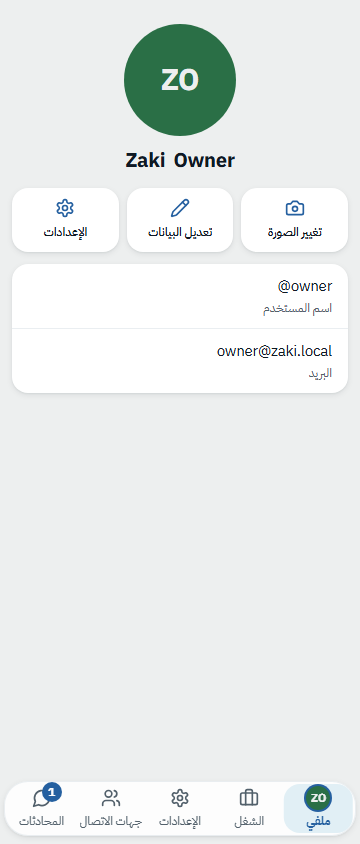 ZO
Zaki Owner
تغيير الصورة
تعديل البيانات
الإعدادات
@owner
اسم المستخدم
owner@zaki.local
البريد
ZO
ملفي
الشغل
الإعدادات
جهات الاتصال
1
المحادثات